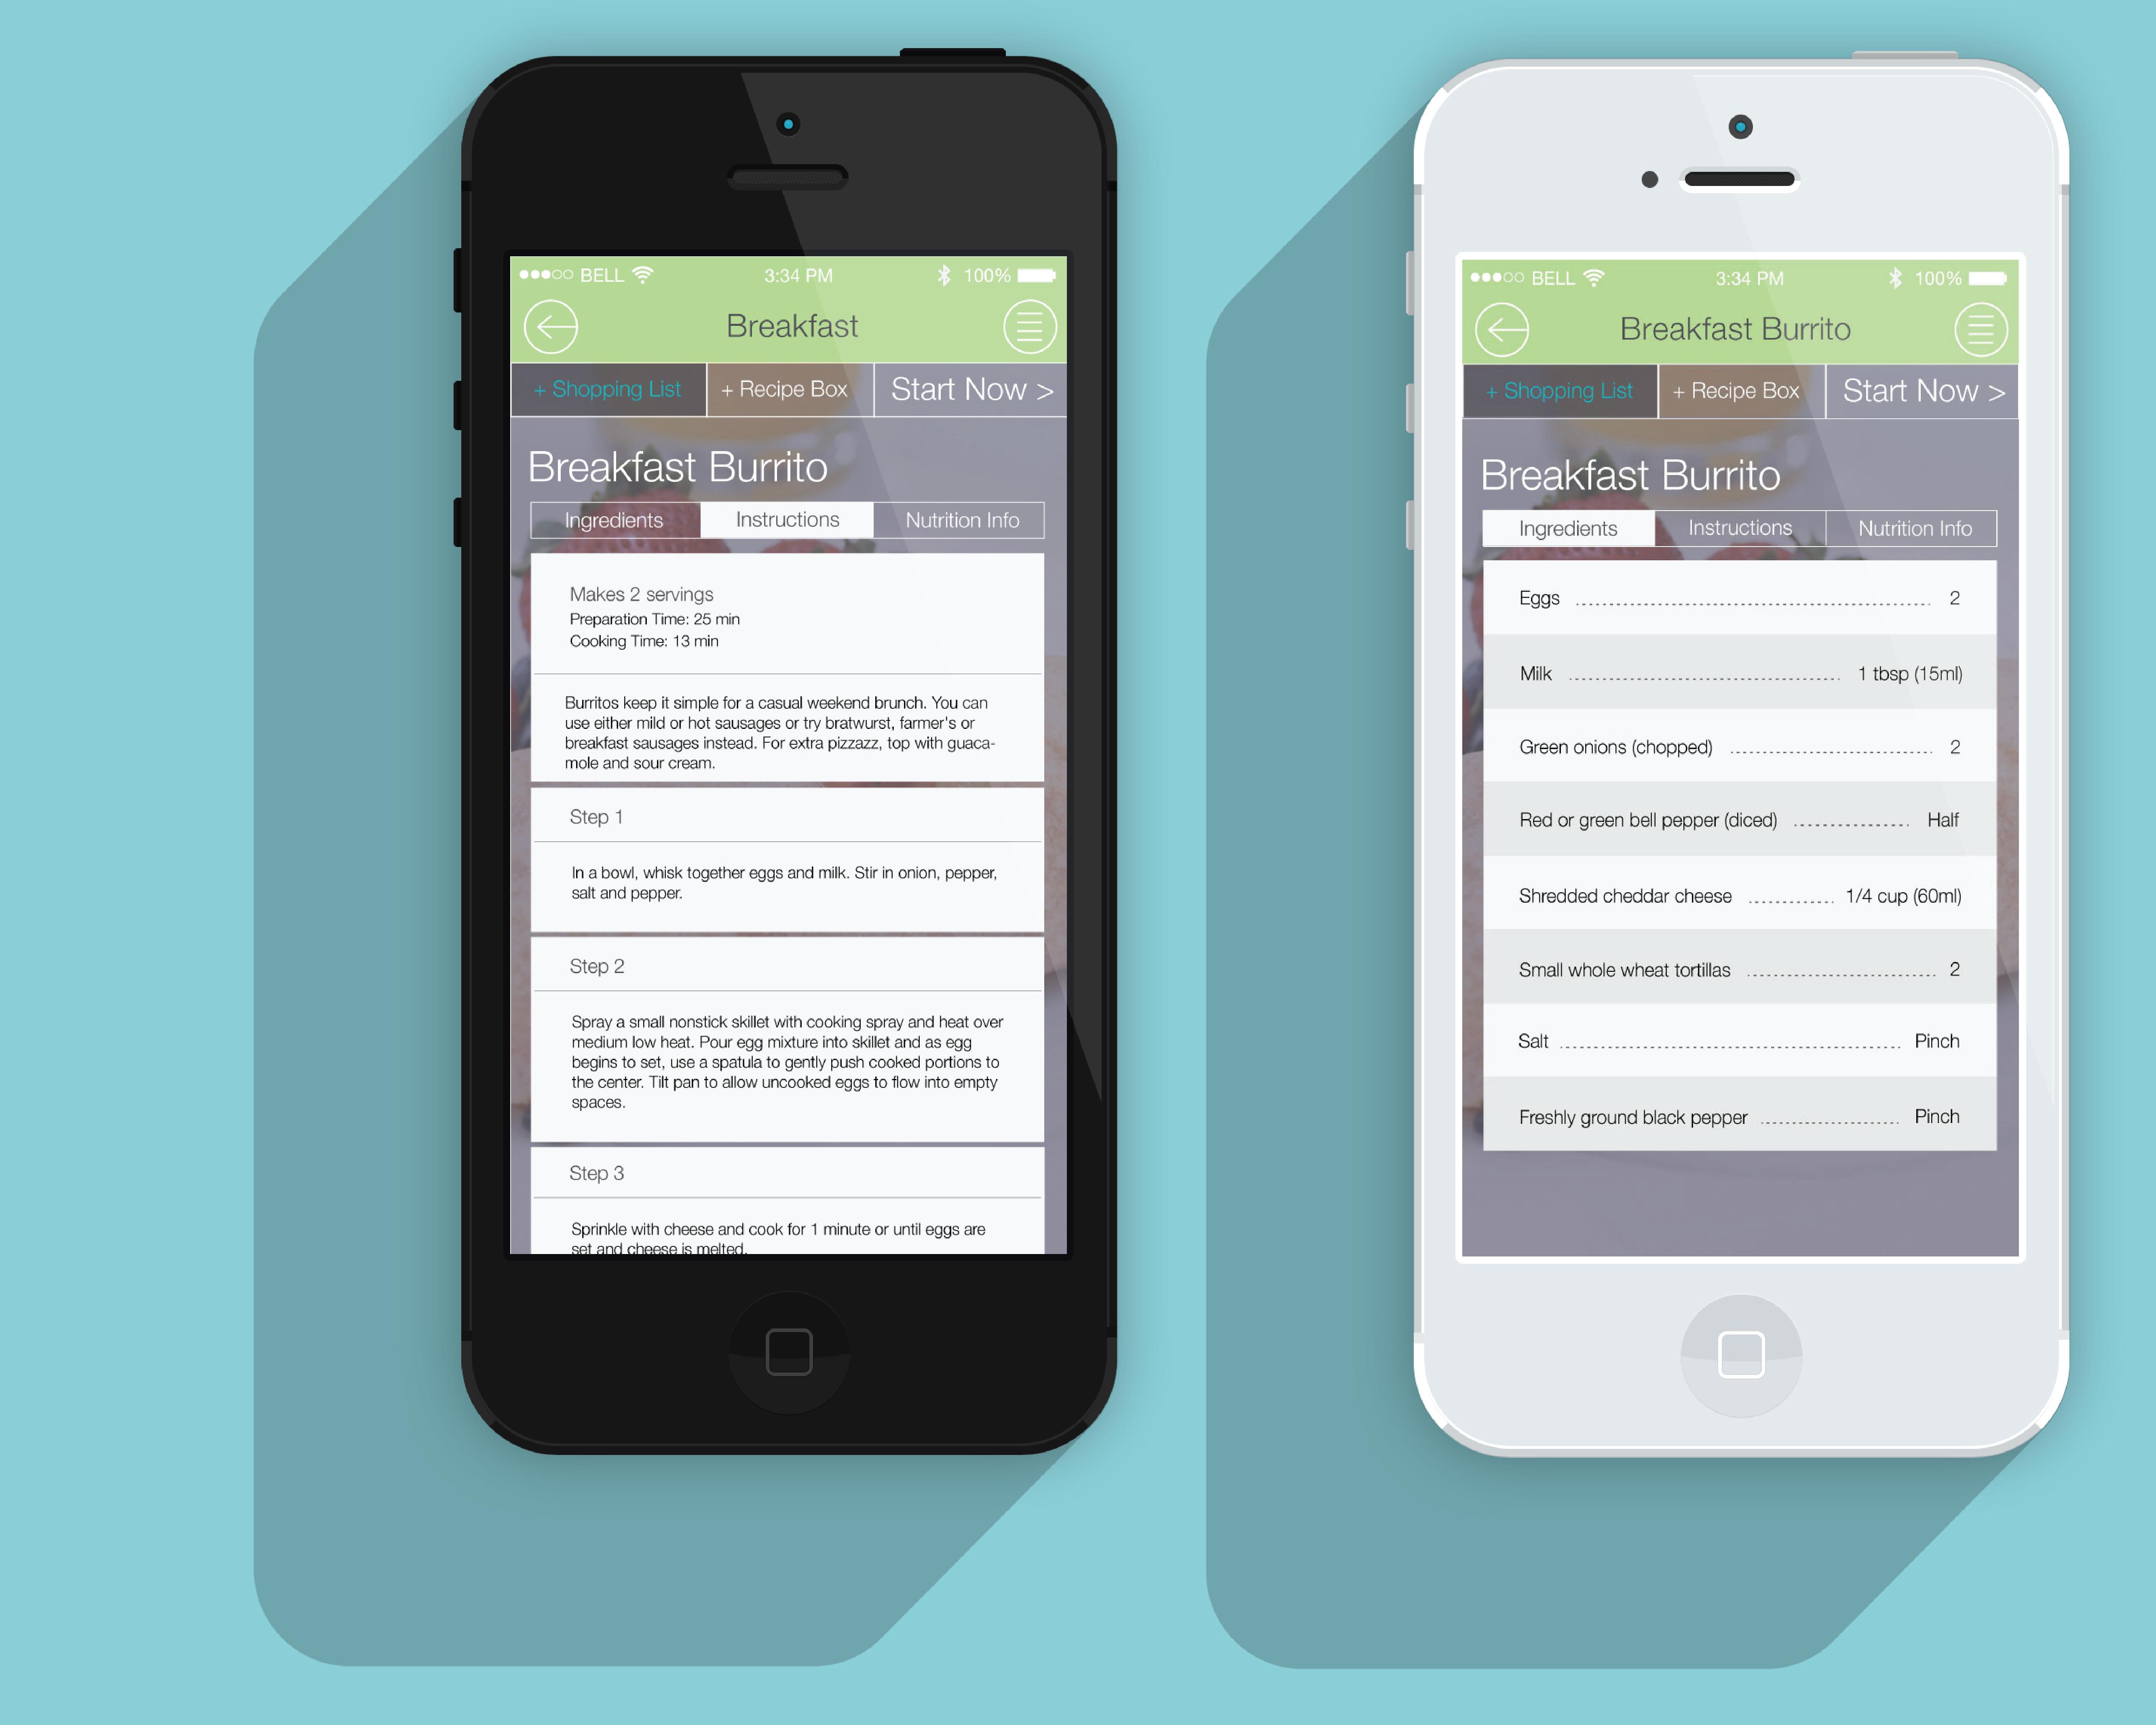 BELL 3:34 PM 100%
Breakfast
+ Shopping List + Recipe Box Start Now >
Breakfast Burrito
Ingredients Instructions Nutrition Info
Makes 2 servings
Preparation Time: 25 min
Cooking Time: 13 min
Burritos keep it simple for a casual weekend brunch. You can
use either mild or hot sausages or try bratwurst, farmer's or
breakfast sausages instead. For extra pizzazz, top with guaca-
mole and sour cream.
Step 1
In a bowl, whisk together eggs and milk. Stir in onion, pepper,
salt and pepper.
Step 2
Spray a small nonstick skillet with cooking spray and heat over
medium low heat. Pour egg mixture into skillet and as egg
begins to set, use a spatula to gently push cooked portions to
the center. Tilt pan to allow uncooked eggs to flow into empty
spaces.
Step 3
Sprinkle with cheese and cook for 1 minute or until eggs are
set and cheese is melted.
BELL 3:34 PM 100%
Breakfast Burrito
+ Shopping List + Recipe Box Start Now >
Breakfast Burrito
Ingredients Instructions Nutrition Info
Eggs 2
Milk 1 tbsp (15ml)
Green onions (chopped) 2
Red or green bell pepper (diced) Half
Shredded cheddar cheese 1/4 cup (60ml)
Small whole wheat tortillas 2
Salt Pinch
Freshly ground black pepper Pinch